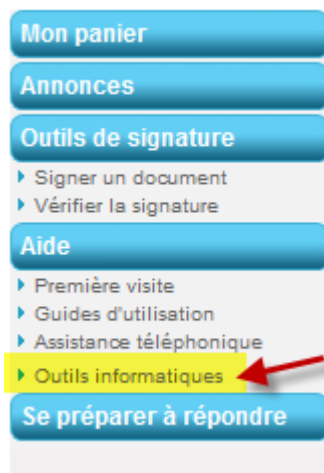 Mon panier
Annonces
Outils de signature
Signer un document
Vérifier la signature
Aide
Première visite
Guides d'utilisation
Assistance téléphonique
Outils informatiques
Se préparer à répondre